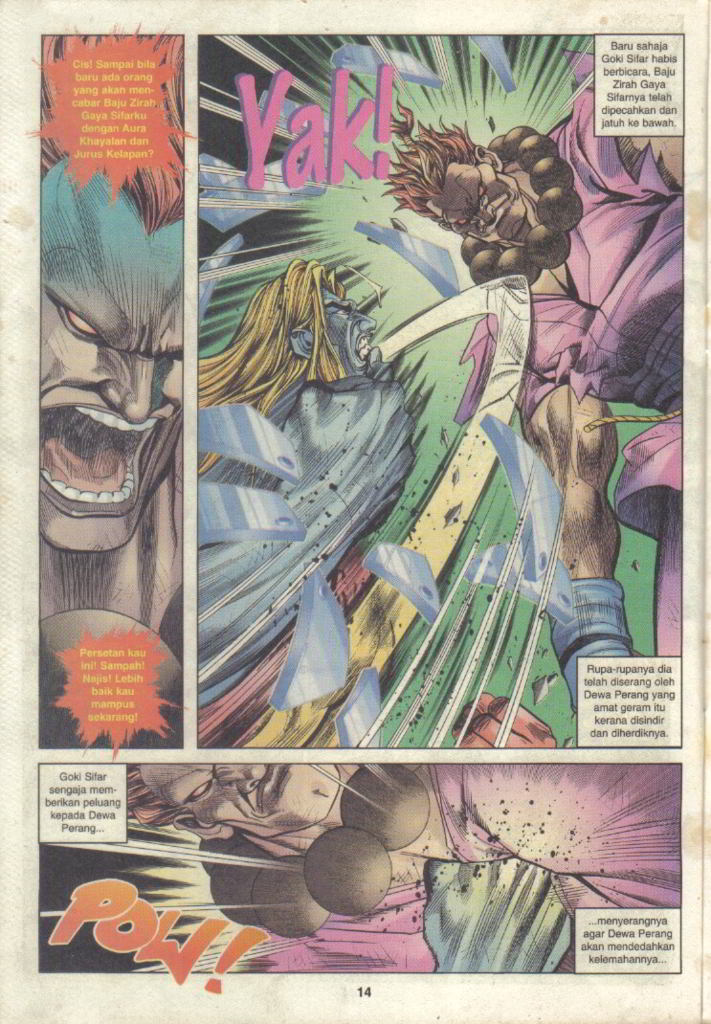 Cis! Sampai bila
baru ada orang
yang akan men-
cabar Baju Zirah
Gaya Sifarku
dengan Aura
Khayalan dan
Jurus Kelapan?
Persetan kau
ini! Sampah!
Najis! Lebih
baik kau
mampus
sekarang!
Yak!
Baru sahaja
Goki Sifar habis
berbicara, Baju
Zirah Gaya
Sifarnya telah
dipecahkan dan
jatuh ke bawah.
Rupa-rupanya dia
telah diserang oleh
Dewa Perang yang
amat geram itu
kerana disindir
dan diherdiknya.
Goki Sifar
sengaja mem-
berikan peluang
kepada Dewa
Perang...
POW!
...menyerangnya
agar Dewa Perang
akan mendedahkan
kelemahannya...
14